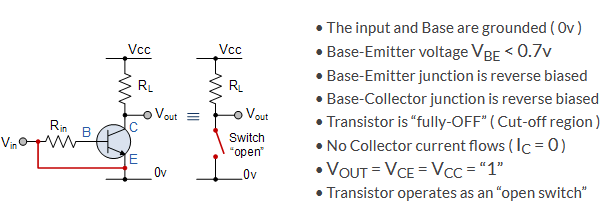 Vcc
RL
Vout
Rin
B
C
Vin
E
0v
≡
Vcc
RL
Vout
Switch
"open"
0v
• The input and Base are grounded ( 0v )
• Base-Emitter voltage VBE < 0.7v
• Base-Emitter junction is reverse biased
• Base-Collector junction is reverse biased
• Transistor is “fully-OFF” ( Cut-off region )
• No Collector current flows ( IC = 0 )
• VOUT = VCE = VCC = “1”
• Transistor operates as an “open switch”